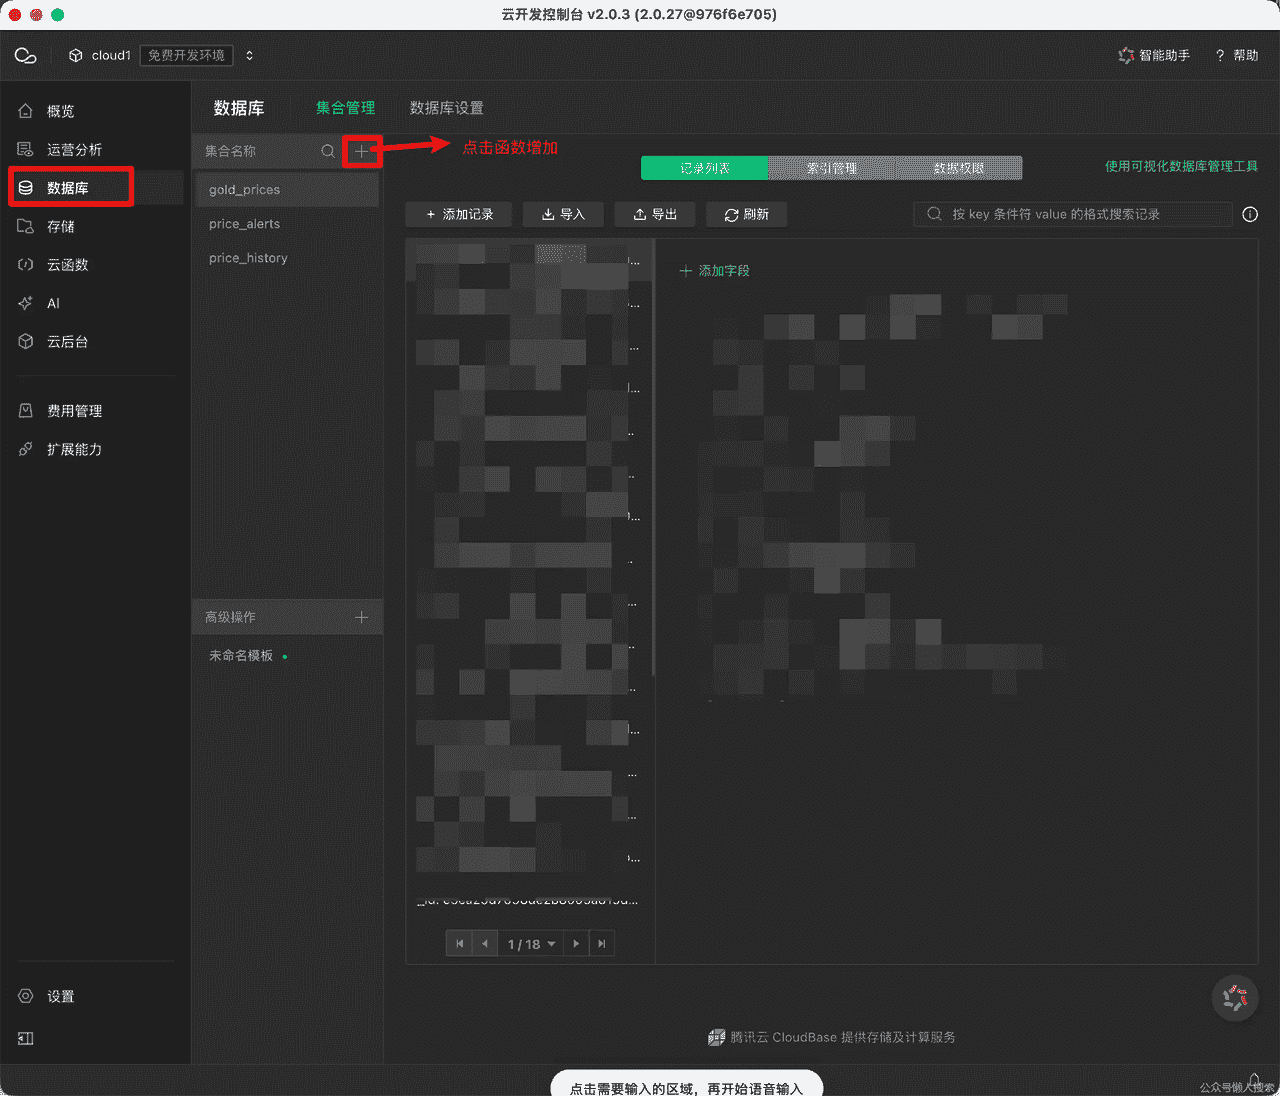 云开发控制台 v2.0.3 (2.0.27@976f6e705)
cloud1 免费开发环境
智能助手 ? 帮助
概览
运营分析
数据库
存储
云函数
AI
云后台
费用管理
扩展能力
设置
数据库 集合管理 数据库设置
集合名称
点击函数增加
gold_prices
price_alerts
price_history
高级操作
未命名模板
记录列表 索引管理 数据权限
使用可视化数据库管理工具
+ 添加记录 导入 导出 刷新
按 key 条件符 value 的格式搜索记录
+ 添加字段
1 / 18
腾讯云 CloudBase 提供存储及计算服务
点击需要输入的区域，再开始语音输入
公众号懒人搜索